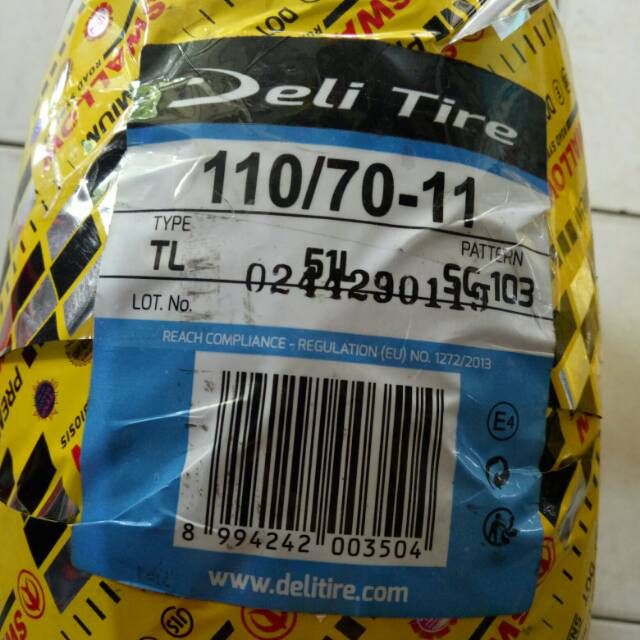 Deli Tire
110/70-11
TYPE
PATTERN
TL 51L SC-103
LOT. No.
REACH COMPLIANCE - REGULATION (EU) NO. 1272/2013
E4
8 994242 003504
www.delitire.com